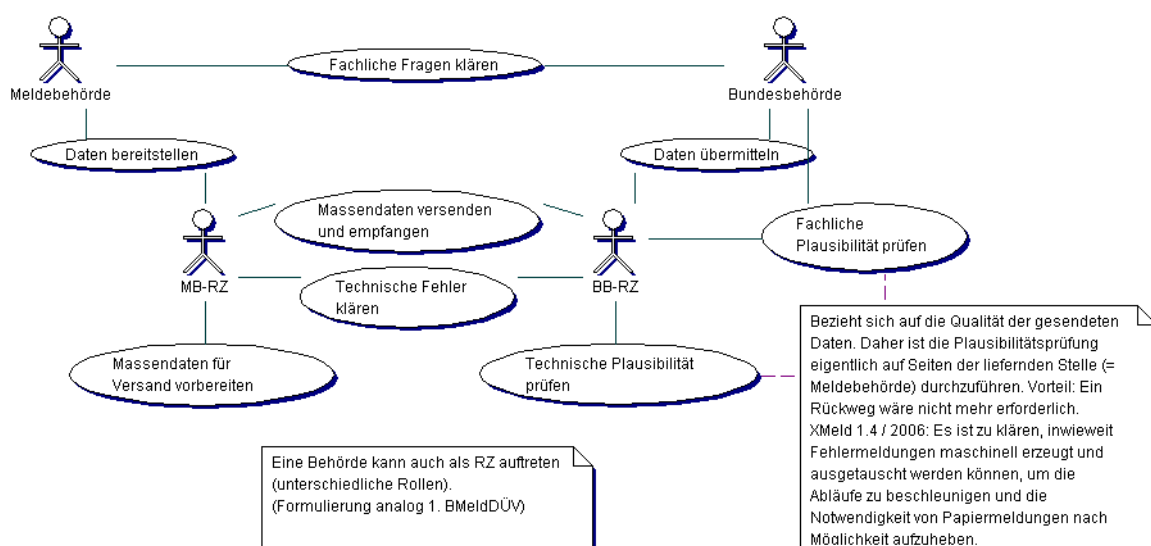 Fachliche Fragen klären
Meldebehörde
Bundesbehörde
Daten bereitstellen
Daten übermitteln
Massendaten versenden
und empfangen
Fachliche
Plausibilität prüfen
MB-RZ
Technische Fehler
klären
BB-RZ
Massendaten für
Versand vorbereiten
Technische Plausibilität
prüfen
Bezieht sich auf die Qualität der gesendeten
Daten. Daher ist die Plausibilitätsprüfung
eigentlich auf Seiten der liefernden Stelle (=
Meldebehörde) durchzuführen. Vorteil: Ein
Rückweg wäre nicht mehr erforderlich.
XMeld 1.4 / 2006: Es ist zu klären, inwieweit
Fehlermeldungen maschinell erzeugt und
ausgetauscht werden können, um die
Abläufe zu beschleunigen und die
Notwendigkeit von Papiermeldungen nach
Möglichkeit aufzuheben.
Eine Behörde kann auch als RZ auftreten
(unterschiedliche Rollen).
(Formulierung analog 1. BMeldDÜV)